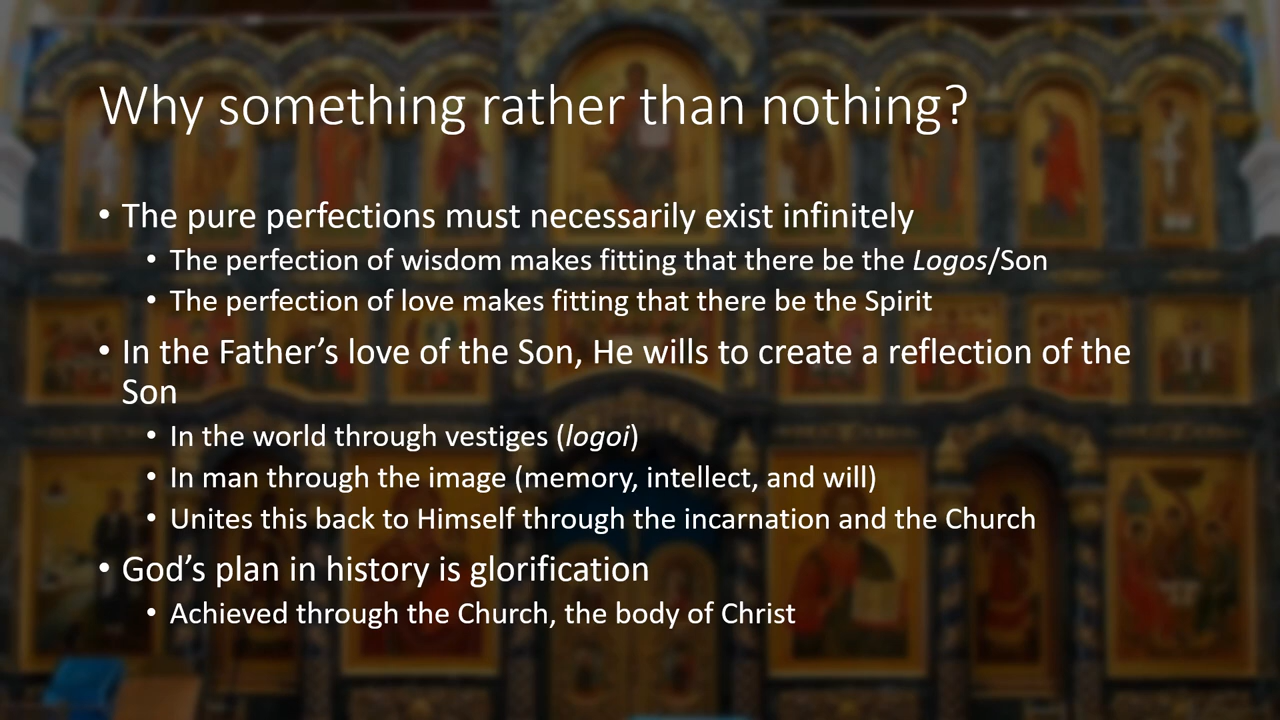 Why something rather than nothing?
• The pure perfections must necessarily exist infinitely
• The perfection of wisdom makes fitting that there be the Logos/Son
• The perfection of love makes fitting that there be the Spirit
• In the Father’s love of the Son, He wills to create a reflection of the
Son
• In the world through vestiges (logoi)
• In man through the image (memory, intellect, and will)
• Unites this back to Himself through the incarnation and the Church
• God’s plan in history is glorification
• Achieved through the Church, the body of Christ